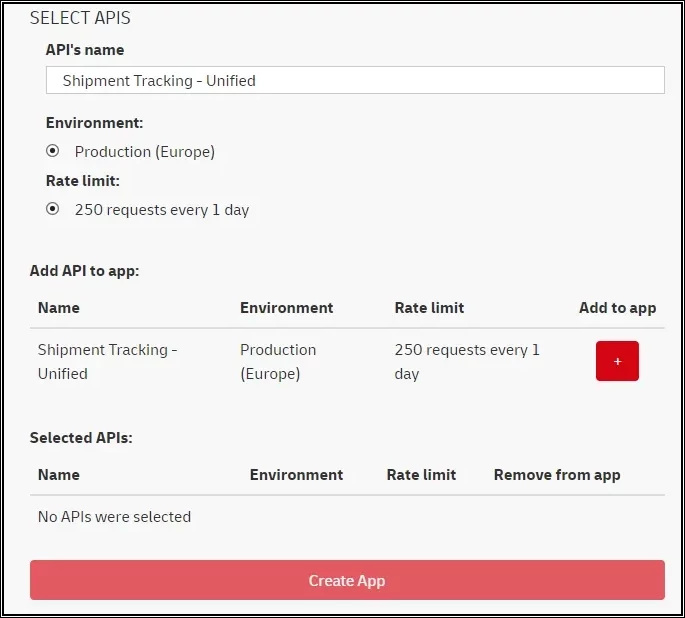 SELECT APIS
API's name
Shipment Tracking - Unified
Environment:
Production (Europe)
Rate limit:
250 requests every 1 day
Add API to app:
Name Environment Rate limit Add to app
Shipment Tracking - Production 250 requests every 1
Unified (Europe) day
+
Selected APIs:
Name Environment Rate limit Remove from app
No APIs were selected
Create App